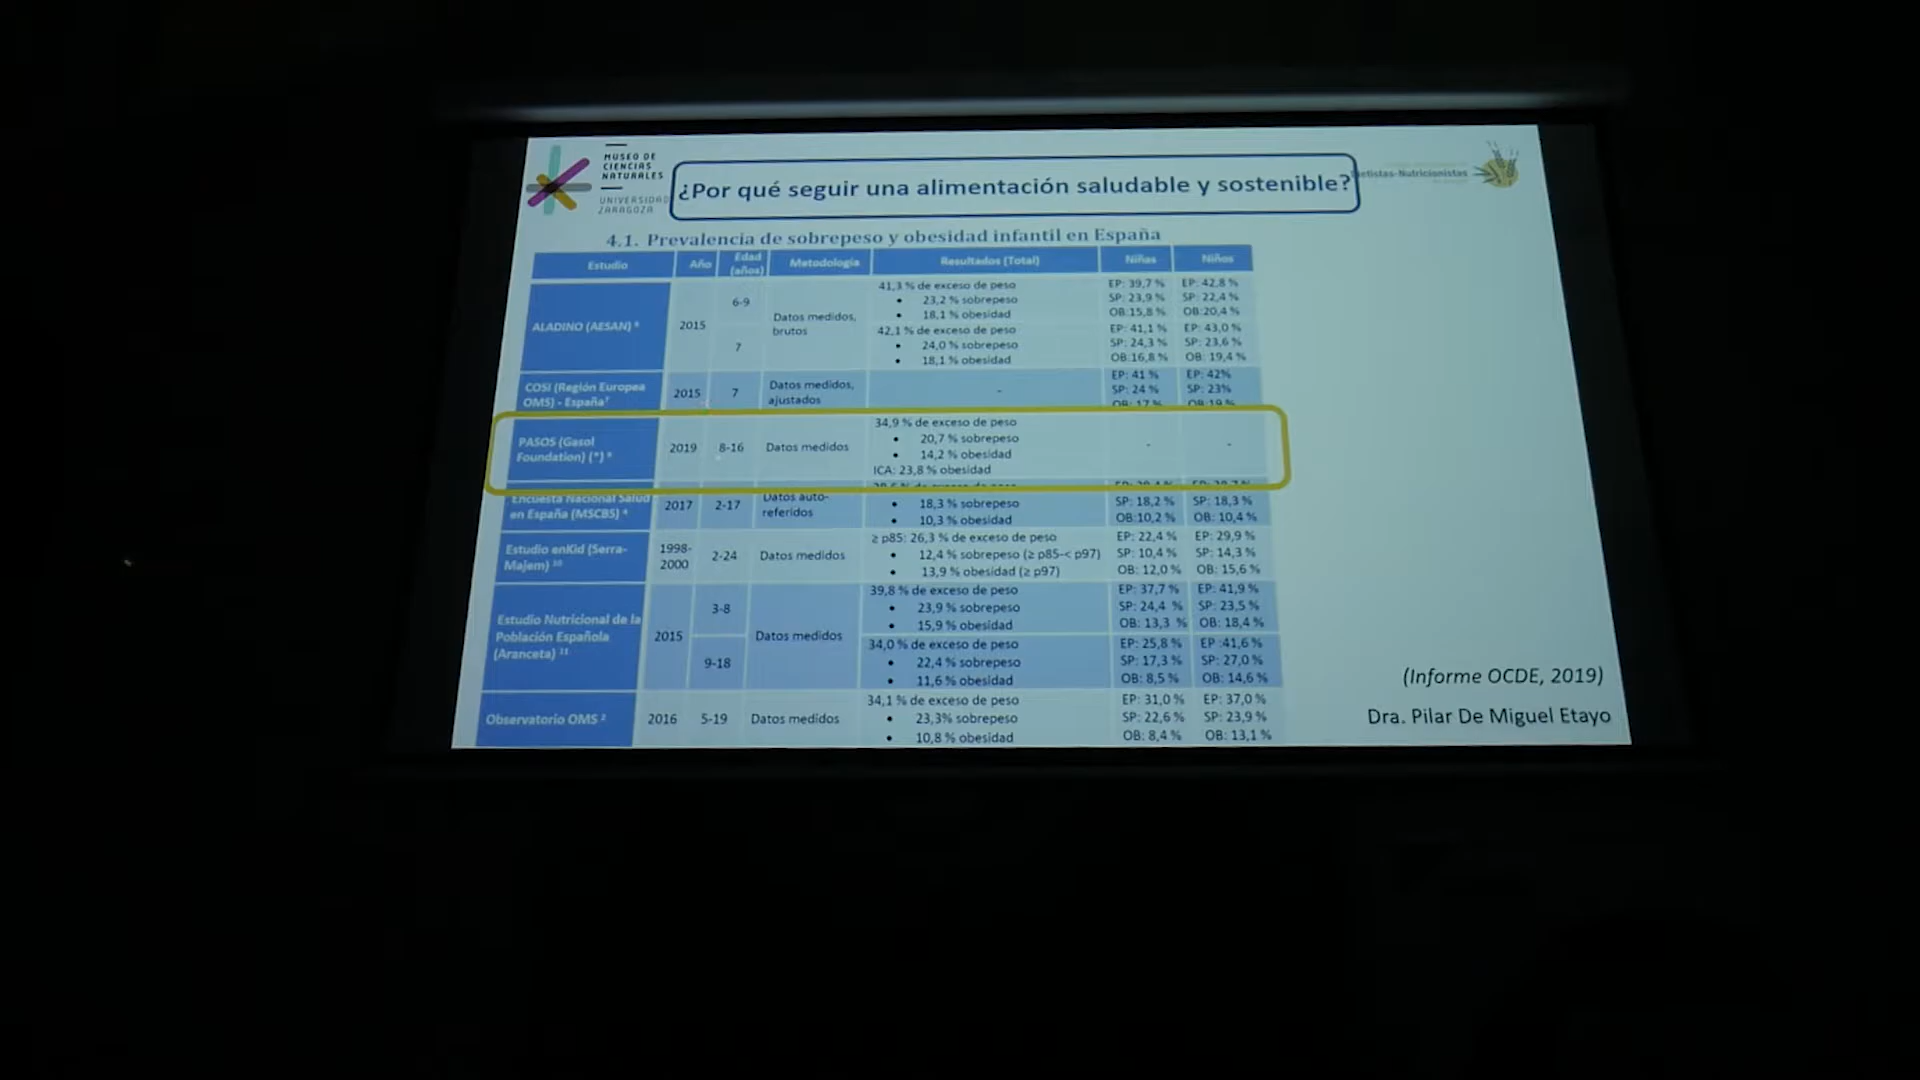 MUSEO DE
CIENCIAS
NATURALES
UNIVERSIDAD
ZARAGOZA
¿Por qué seguir una alimentación saludable y sostenible?
etistas-Nutricionistas
4.1. Prevalencia de sobrepeso y obesidad infantil en España
Estudio Año Edad (años) Metodología Resultados (Total) Niñas Niños
ALADINO (AESAN) ⁶ 2015
6-9
Datos medidos, brutos
41,3 % de exceso de peso
• 23,2 % sobrepeso
• 18,1 % obesidad
EP: 39,7 % EP: 42,8 %
SP: 23,9 % SP: 22,4 %
OB:15,8 % OB:20,4 %
7
42,1 % de exceso de peso
• 24,0 % sobrepeso
• 18,1 % obesidad
EP: 41,1 % EP: 43,0 %
SP: 24,3 % SP: 23,6 %
OB:16,8 % OB: 19,4 %
COSI (Región Europea
OMS) - España⁷
2015 7
Datos medidos,
ajustados
-
EP: 41 % EP: 42%
SP: 24 % SP: 23%
OB: 17 % OB: 19 %
PASOS (Gasol
Foundation) (*)
2019 8-16 Datos medidos
34,9 % de exceso de peso
• 20,7 % sobrepeso
• 14,2 % obesidad
ICA: 23,8 % obesidad
- -
Encuesta Nacional Salud
en España (MSCBS) ⁴
2017 2-17
Datos auto-
referidos
• 18,3 % sobrepeso
• 10,3 % obesidad
SP: 18,2 % SP: 18,3 %
OB:10,2 % OB: 10,4 %
Estudio enKid (Serra-
Majem) ¹⁰
1998-
2000
2-24 Datos medidos
≥ p85: 26,3 % de exceso de peso
• 12,4 % sobrepeso (≥ p85-< p97)
• 13,9 % obesidad (≥ p97)
EP: 22,4 % EP: 29,9 %
SP: 10,4 % SP: 14,3 %
OB: 12,0 % OB: 15,6 %
Estudio Nutricional de la
Población Española
(Aranceta) ¹¹
2015
3-8
Datos medidos
39,8 % de exceso de peso
• 23,9 % sobrepeso
• 15,9 % obesidad
EP: 37,7 % EP: 41,9 %
SP: 24,4 % SP: 23,5 %
OB: 13,3 % OB: 18,4 %
9-18
34,0 % de exceso de peso
• 22,4 % sobrepeso
• 11,6 % obesidad
EP: 25,8 % EP :41,6 %
SP: 17,3 % SP: 27,0 %
OB: 8,5 % OB: 14,6 %
Observatorio OMS ²
2016 5-19 Datos medidos
34,1 % de exceso de peso
• 23,3% sobrepeso
• 10,8 % obesidad
EP: 31,0 % EP: 37,0 %
SP: 22,6 % SP: 23,9 %
OB: 8,4 % OB: 13,1 %
(Informe OCDE, 2019)
Dra. Pilar De Miguel Etayo